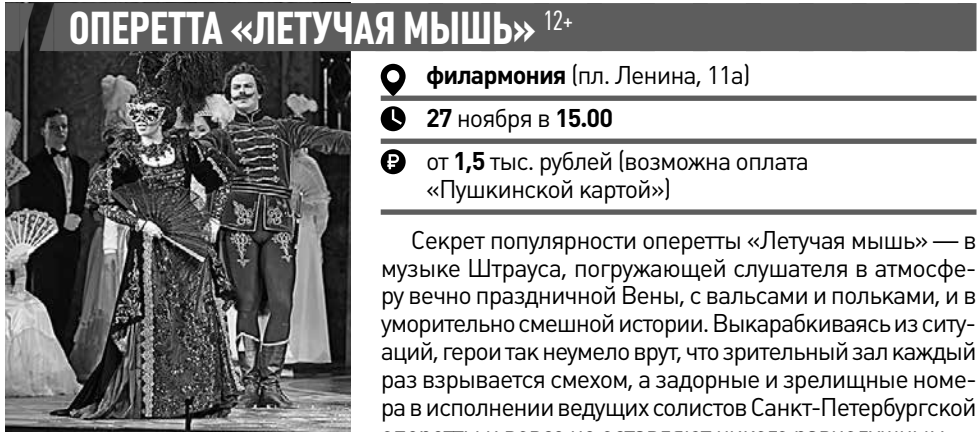 ОПЕРЕТТА «ЛЕТУЧАЯ МЫШЬ» 12+
филармония (пл. Ленина, 11а)
27 ноября в 15.00
от 1,5 тыс. рублей (возможна оплата
«Пушкинской картой»)
Секрет популярности оперетты «Летучая мышь» — в
музыке Штрауса, погружающей слушателя в атмосфе-
ру вечно праздничной Вены, с вальсами и польками, и в
уморительно смешной истории. Выкарабкиваясь из ситу-
аций, герои так неумело врут, что зрительный зал каждый
раз взрывается смехом, а задорные и зрелищные номе-
ра в исполнении ведущих солистов Санкт-Петербургской